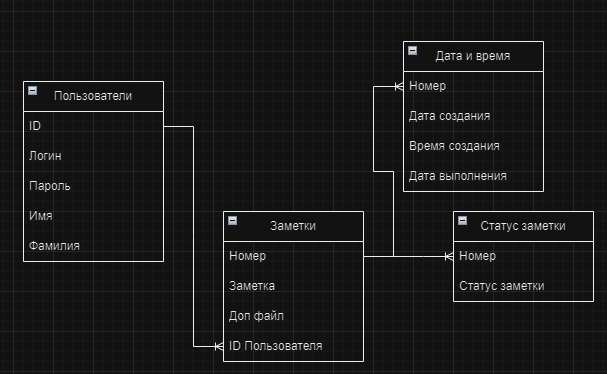 Пользователи
ID
Логин
Пароль
Имя
Фамилия
Заметки
Номер
Заметка
Доп файл
ID Пользователя
Дата и время
Номер
Дата создания
Время создания
Дата выполнения
Статус заметки
Номер
Статус заметки